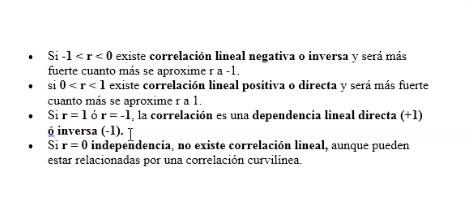 • Si -1 < r < 0 existe correlación lineal negativa o inversa y será más
fuerte cuanto más se aproxime r a -1.
• si 0 < r < 1 existe correlación lineal positiva o directa y será más fuerte
cuanto más se aproxime r a 1.
• Si r = 1 ó r = -1, la correlación es una dependencia lineal directa (+1)
ó inversa (-1).
• Si r = 0 independencia, no existe correlación lineal, aunque pueden
estar relacionadas por una correlación curvilínea.